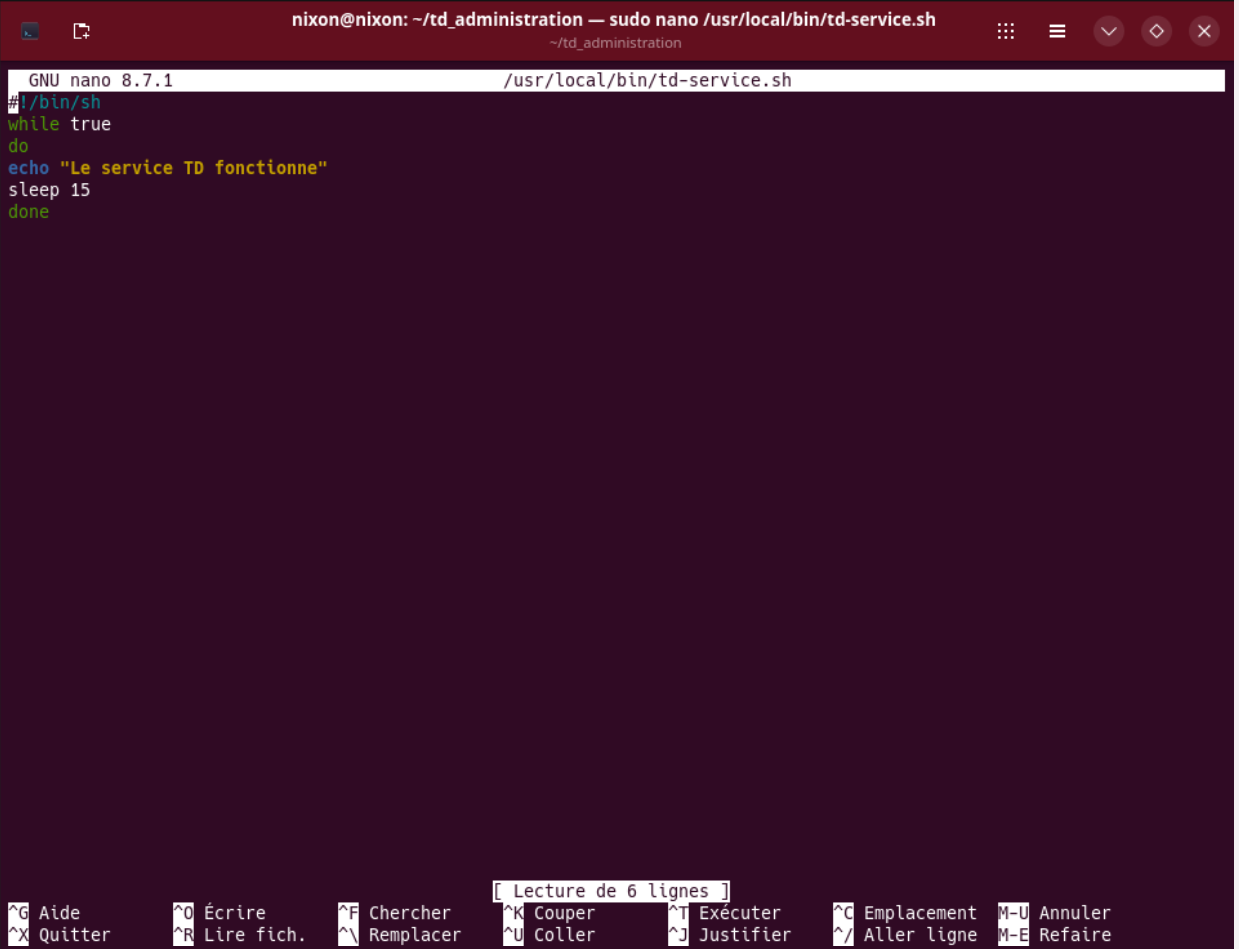 nixon@nixon: ~/td_administration — sudo nano /usr/local/bin/td-service.sh
~/td_administration
GNU nano 8.7.1 /usr/local/bin/td-service.sh
#!/bin/sh
while true
do
echo "Le service TD fonctionne"
sleep 15
done
[ Lecture de 6 lignes ]
^G Aide ^O Écrire ^F Chercher ^K Couper ^T Exécuter ^C Emplacement M-U Annuler
^X Quitter ^R Lire fich. ^\ Remplacer ^U Coller ^J Justifier ^/ Aller ligne M-E Refaire